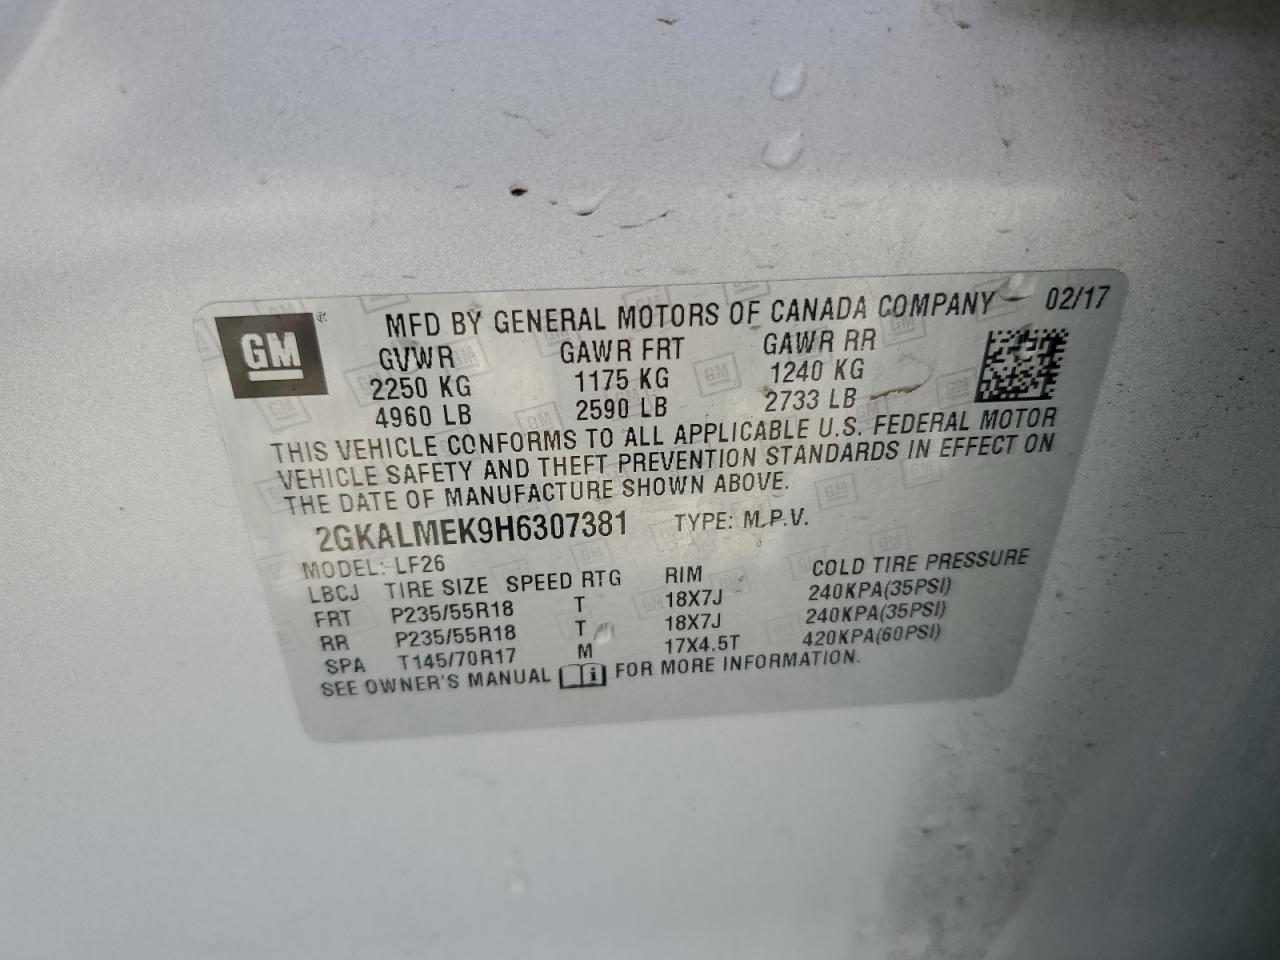 GM ®
MFD BY GENERAL MOTORS OF CANADA COMPANY 02/17
GVWR GAWR FRT GAWR RR
2250 KG 1175 KG 1240 KG
4960 LB 2590 LB 2733 LB
THIS VEHICLE CONFORMS TO ALL APPLICABLE U.S. FEDERAL MOTOR
VEHICLE SAFETY AND THEFT PREVENTION STANDARDS IN EFFECT ON
THE DATE OF MANUFACTURE SHOWN ABOVE.
2GKALMEK9H6307381 TYPE: M.P.V.
MODEL: LF26
LBCJ TIRE SIZE SPEED RTG RIM COLD TIRE PRESSURE
FRT P235/55R18 T 18X7J 240KPA(35PSI)
RR P235/55R18 T 18X7J 240KPA(35PSI)
SPA T145/70R17 M 17X4.5T 420KPA(60PSI)
SEE OWNER'S MANUAL i FOR MORE INFORMATION.